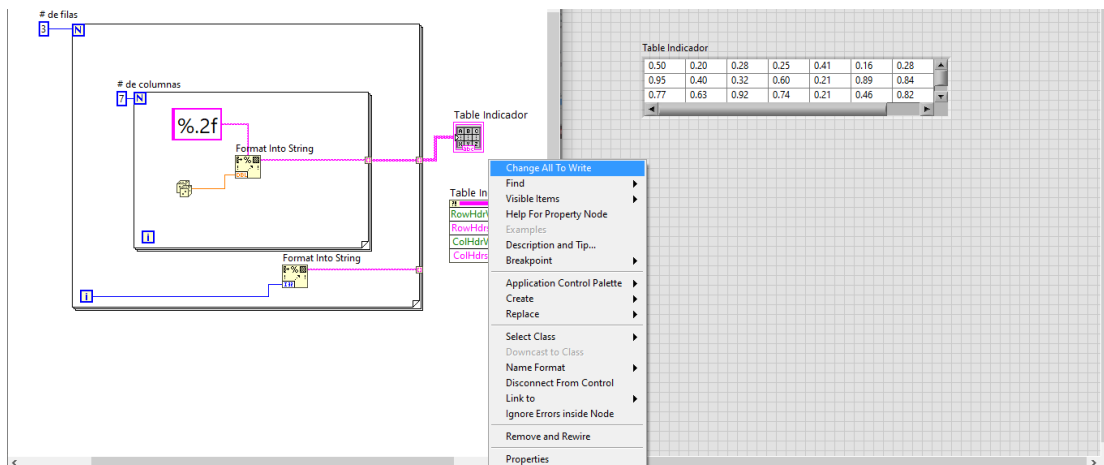 # de filas
3
N
# de columnas
7
N
%.2f
Format Into String
i
Format Into String
i
Table Indicador
Table In
RowHdrV
RowHdrs
ColHdrV
ColHdrs
Change All To Write
Find
Visible Items
Help For Property Node
Examples
Description and Tip...
Breakpoint
Application Control Palette
Create
Replace
Select Class
Downcast to Class
Name Format
Disconnect From Control
Link to
Ignore Errors inside Node
Remove and Rewire
Properties
Table Indicador
0.50 0.20 0.28 0.25 0.41 0.16 0.28
0.95 0.40 0.32 0.60 0.21 0.89 0.84
0.77 0.63 0.92 0.74 0.21 0.46 0.82